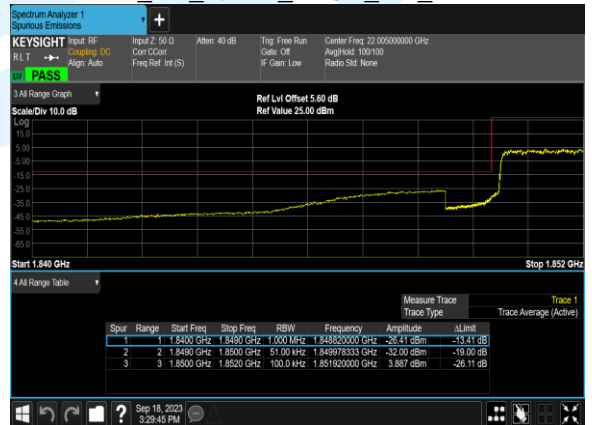 Spectrum Analyzer 1
Spurious Emissions
KEYSIGHT Input: RF Input Z: 50 Ω Atten: 40 dB Trig: Free Run Center Freq: 22.005000000 GHz
RLT Coupling: DC Corr CCorr Gate: Off Avg|Hold: 100/100
Align: Auto Freq Ref: Int (S) IF Gain: Low Radio Std: None
LV PASS
3 All Range Graph Ref Lvl Offset 5.60 dB
Scale/Div 10.0 dB Ref Value 25.00 dBm
Log
15.0
5.00
-5.00
-15.0
-25.0
-35.0
-45.0
-55.0
-65.0
Start 1.840 GHz Stop 1.852 GHz
4 All Range Table
Measure Trace Trace 1
Trace Type Trace Average (Active)
Spur Range Start Freq Stop Freq RBW Frequency Amplitude ΔLimit
1 1 1.8400 GHz 1.8490 GHz 1.000 MHz 1.848820000 GHz -26.41 dBm -13.41 dB
2 2 1.8490 GHz 1.8500 GHz 51.00 kHz 1.849978333 GHz -32.00 dBm -19.00 dB
3 3 1.8500 GHz 1.8520 GHz 100.0 kHz 1.851920000 GHz 3.887 dBm -26.11 dB
? Sep 18, 2023
3:29:45 PM